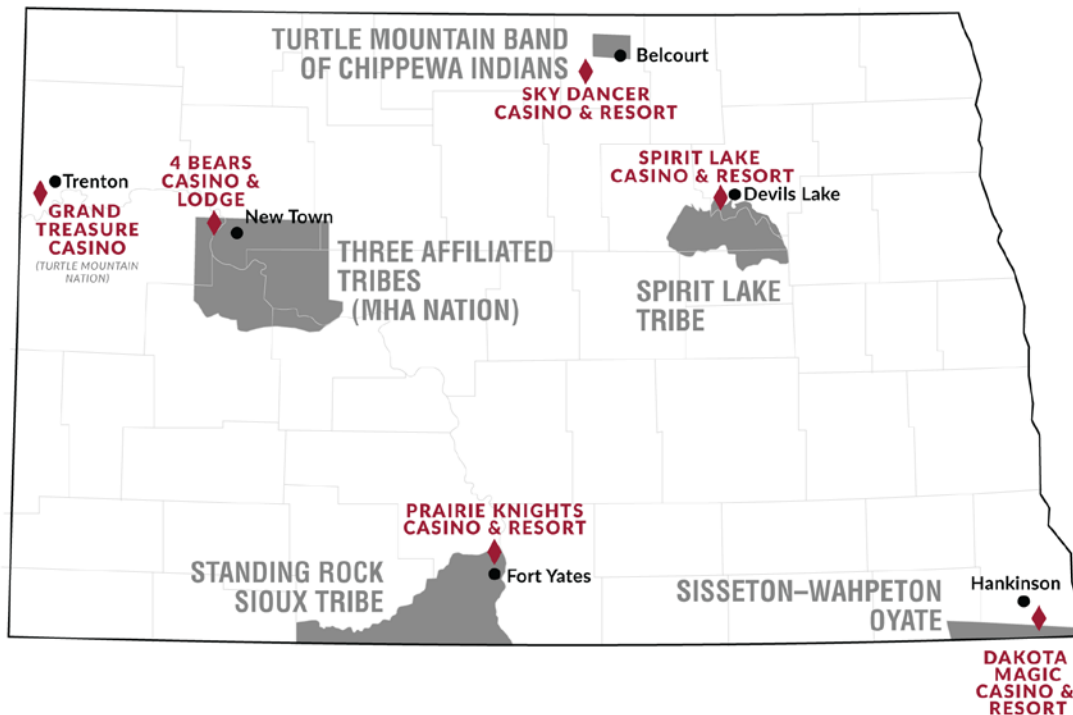 TURTLE MOUNTAIN BAND
OF CHIPPEWA INDIANS
Belcourt
SKY DANCER
CASINO & RESORT
Trenton
GRAND
TREASURE
CASINO
(TURTLE MOUNTAIN
NATION)
4 BEARS
CASINO &
LODGE
New Town
THREE AFFILIATED
TRIBES
(MHA NATION)
SPIRIT LAKE
CASINO & RESORT
Devils Lake
SPIRIT LAKE
TRIBE
PRAIRIE KNIGHTS
CASINO & RESORT
Fort Yates
STANDING ROCK
SIOUX TRIBE
SISSETON–WAHPETON
OYATE
Hankinson
DAKOTA
MAGIC
CASINO &
RESORT